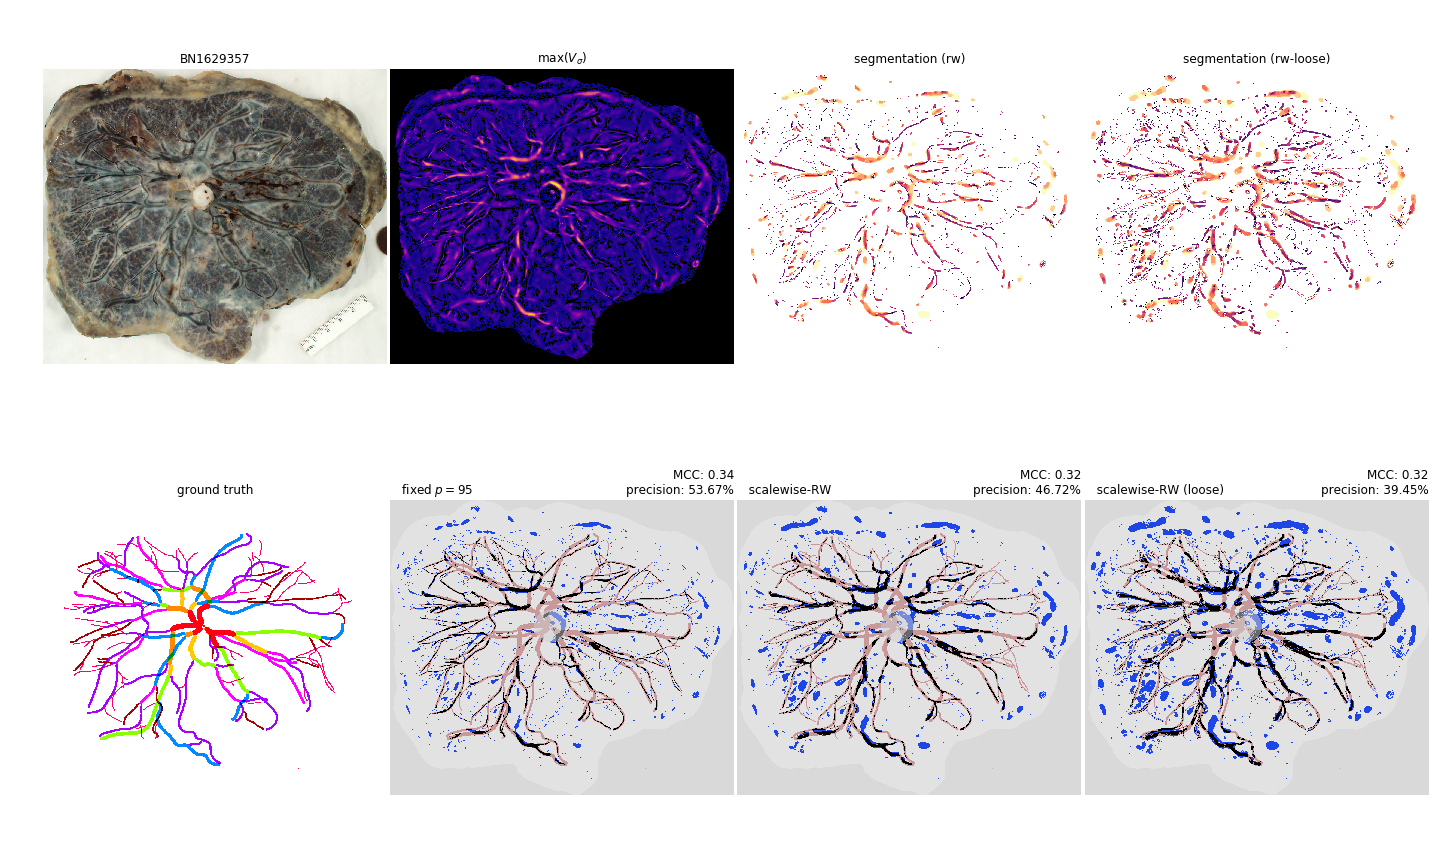 BN1629357
max(V_σ)
segmentation (rw)
segmentation (rw-loose)
ground truth
fixed p = 95
MCC: 0.34
precision: 53.67%
scalewise-RW
MCC: 0.32
precision: 46.72%
scalewise-RW (loose)
MCC: 0.32
precision: 39.45%